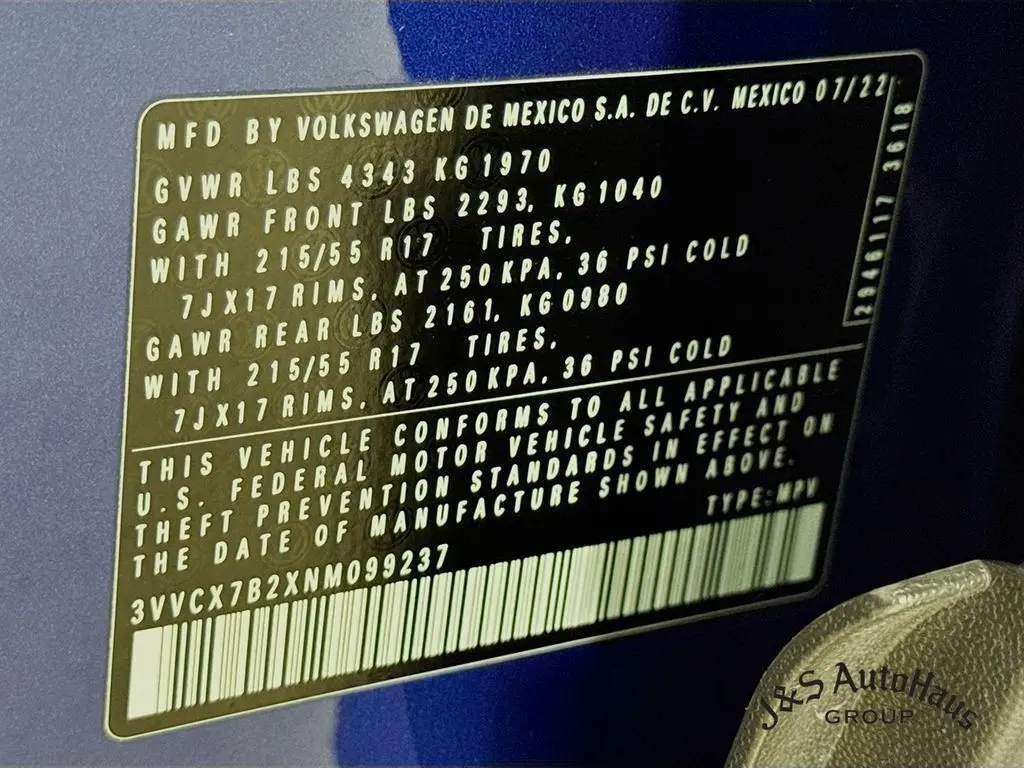 MFD BY VOLKSWAGEN DE MEXICO S.A. DE C.V. MEXICO 07/22
GVWR LBS 4343 KG 1970
GAWR FRONT LBS 2293, KG 1040
WITH 215/55 R17 TIRES,
7J X17 RIMS, AT 250 KPA, 36 PSI COLD
GAWR REAR LBS 2161, KG 0980
WITH 215/55 R17 TIRES,
7J X17 RIMS, AT 250 KPA, 36 PSI COLD
2946117 3618
THIS VEHICLE CONFORMS TO ALL APPLICABLE
U.S. FEDERAL MOTOR VEHICLE SAFETY AND
THEFT PREVENTION STANDARDS IN EFFECT ON
THE DATE OF MANUFACTURE SHOWN ABOVE.
TYPE: MPV
3VVCX7B2XNM099237
J&S AutoHaus
GROUP